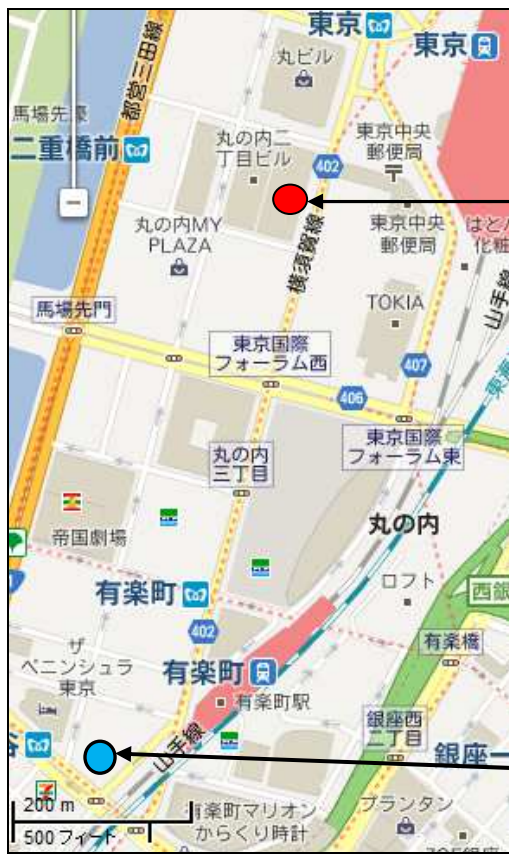 東京
東京
丸ビル
都営三田線
馬場先濠
二重橋前
丸の内二
丁目ビル
402
東京中央
郵便局
丸の内MY
PLAZA
横須賀線
東京中央
郵便局
はと
化粧
山手線
TOKIA
馬場先門
東京国際
フォーラム西
407
406
東京国際
フォーラム東
丸の内
三丁目
丸の内
帝国劇場
有楽町
ロフト
西銀
402
有楽橋
ザ
ペニンシュラ
東京
有楽町
有楽町駅
山手線
銀座西
二丁目
銀座一
200 m
500 フィート
有楽町マリオン
からくり時計
プランタン